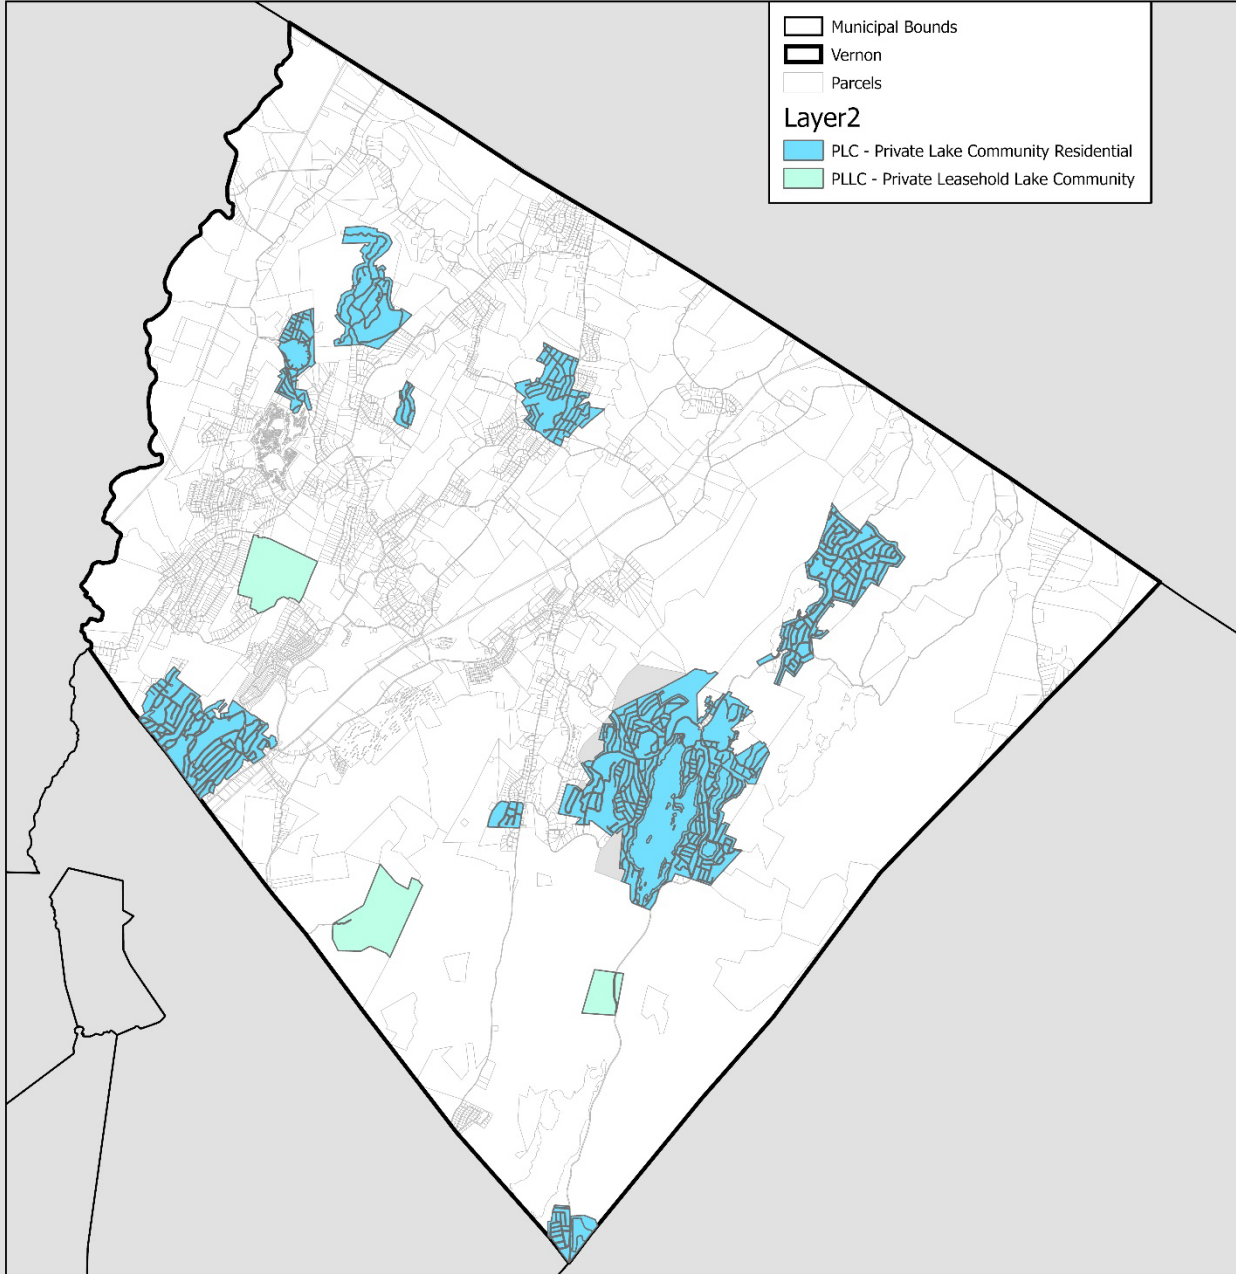 Municipal Bounds
Vernon
Parcels
Layer2
PLC - Private Lake Community Residential
PLLC - Private Leasehold Lake Community